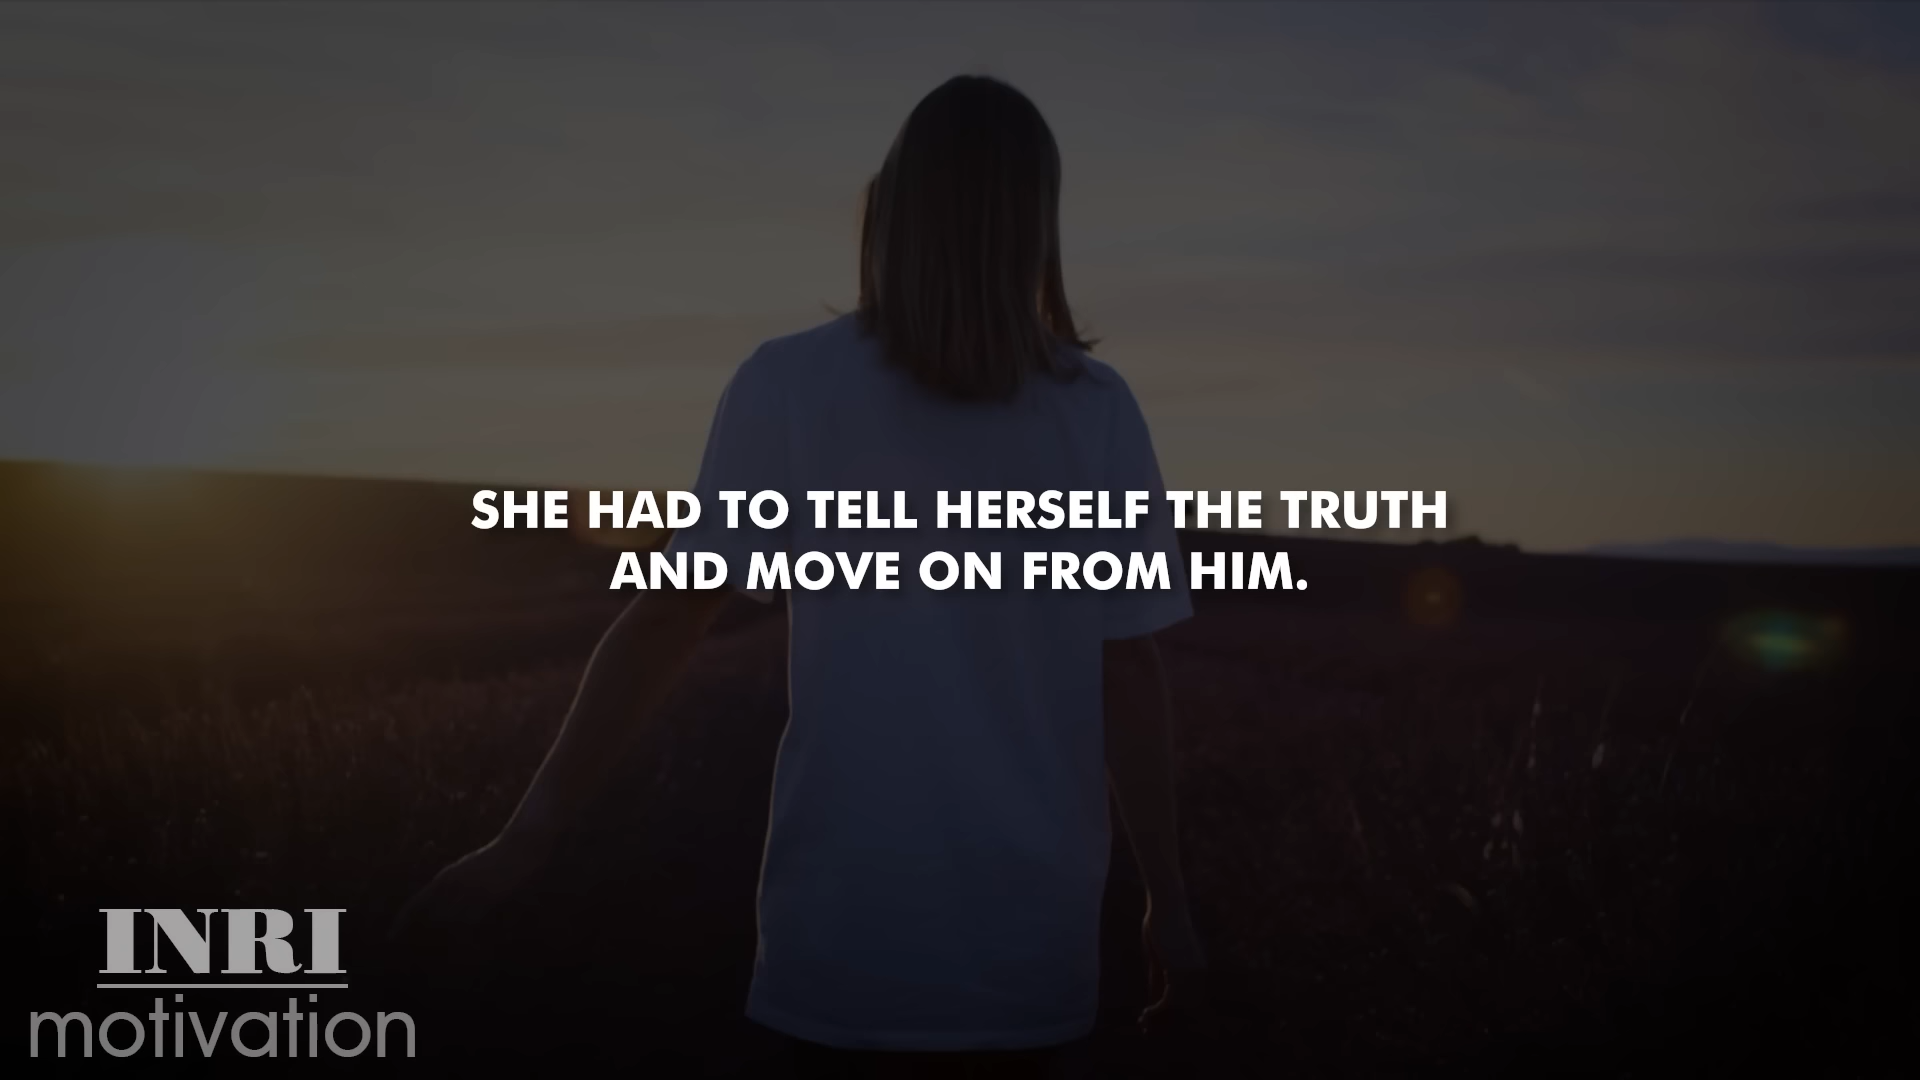 SHE HAD TO TELL HERSELF THE TRUTH
AND MOVE ON FROM HIM.
INRI
motivation